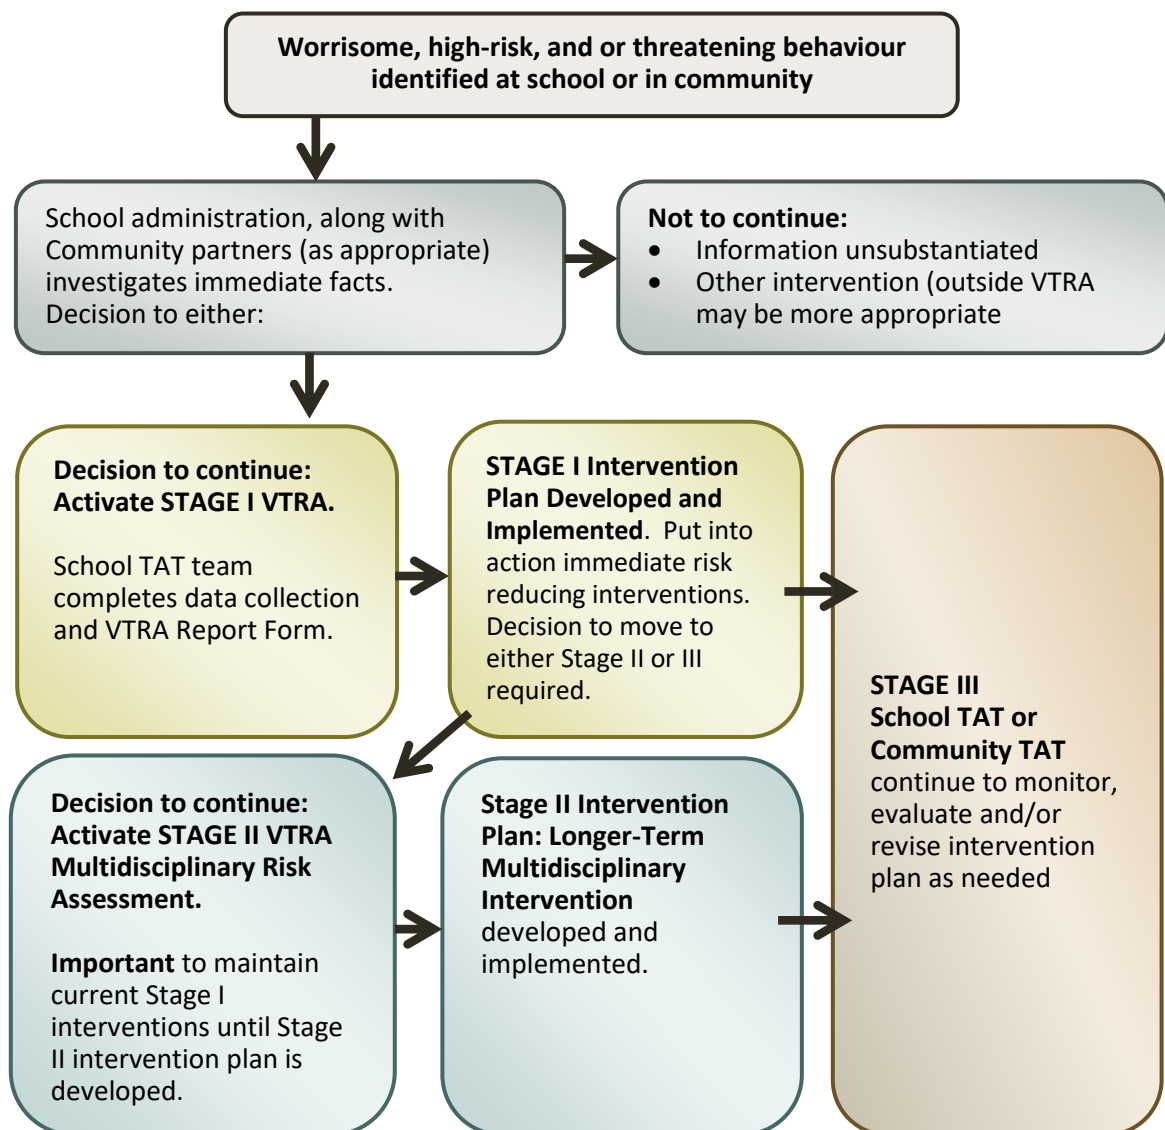 Worrisome, high-risk, and or threatening behaviour
identified at school or in community
School administration, along with
Community partners (as appropriate)
investigates immediate facts.
Decision to either:
Not to continue:
• Information unsubstantiated
• Other intervention (outside VTRA
may be more appropriate
Decision to continue:
Activate STAGE I VTRA.
School TAT team
completes data collection
and VTRA Report Form.
STAGE I Intervention
Plan Developed and
Implemented. Put into
action immediate risk
reducing interventions.
Decision to move to
either Stage II or III
required.
Decision to continue:
Activate STAGE II VTRA
Multidisciplinary Risk
Assessment.
Important to maintain
current Stage I
interventions until Stage
II intervention plan is
developed.
Stage II Intervention
Plan: Longer-Term
Multidisciplinary
Intervention
developed and
implemented.
STAGE III
School TAT or
Community TAT
continue to monitor,
evaluate and/or
revise intervention
plan as needed